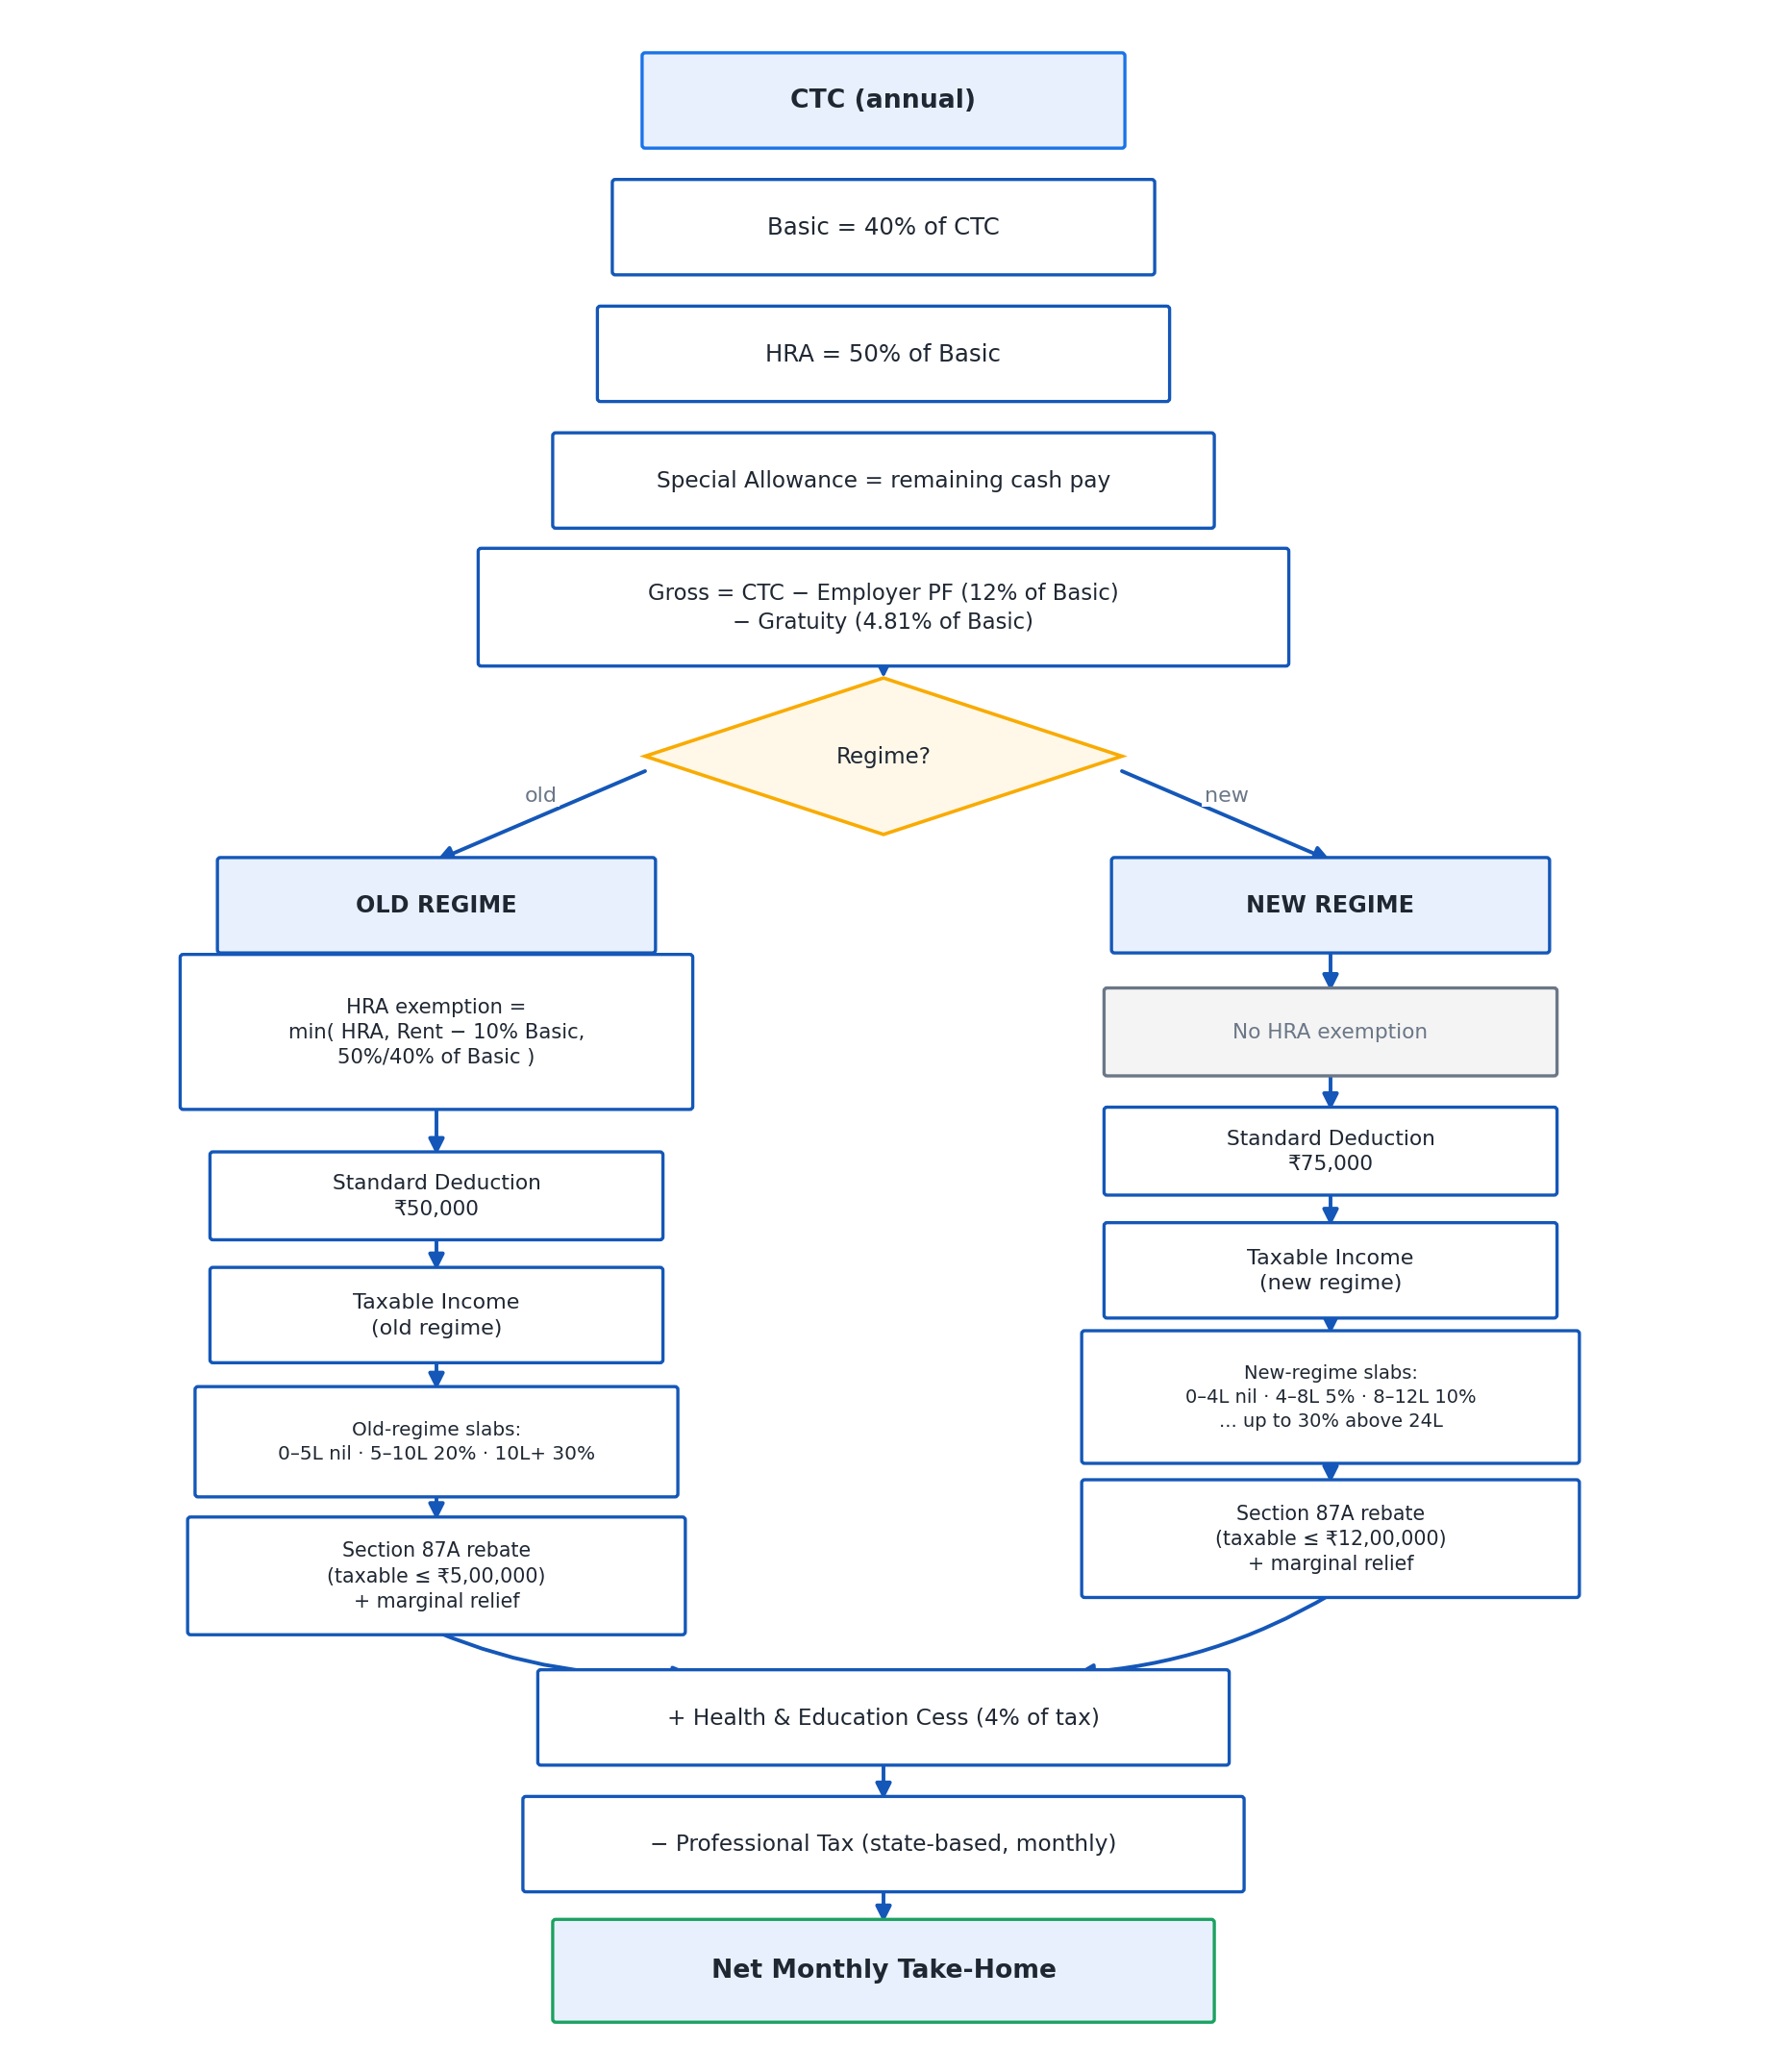 CTC (annual)
Basic = 40% of CTC
HRA = 50% of Basic
Special Allowance = remaining cash pay
Gross = CTC − Employer PF (12% of Basic)
− Gratuity (4.81% of Basic)
Regime?
old
new
OLD REGIME
HRA exemption =
min( HRA, Rent − 10% Basic,
50%/40% of Basic )
Standard Deduction
₹50,000
Taxable Income
(old regime)
Old-regime slabs:
0–5L nil · 5–10L 20% · 10L+ 30%
Section 87A rebate
(taxable ≤ ₹5,00,000)
+ marginal relief
NEW REGIME
No HRA exemption
Standard Deduction
₹75,000
Taxable Income
(new regime)
New-regime slabs:
0–4L nil · 4–8L 5% · 8–12L 10%
... up to 30% above 24L
Section 87A rebate
(taxable ≤ ₹12,00,000)
+ marginal relief
+ Health & Education Cess (4% of tax)
− Professional Tax (state-based, monthly)
Net Monthly Take-Home